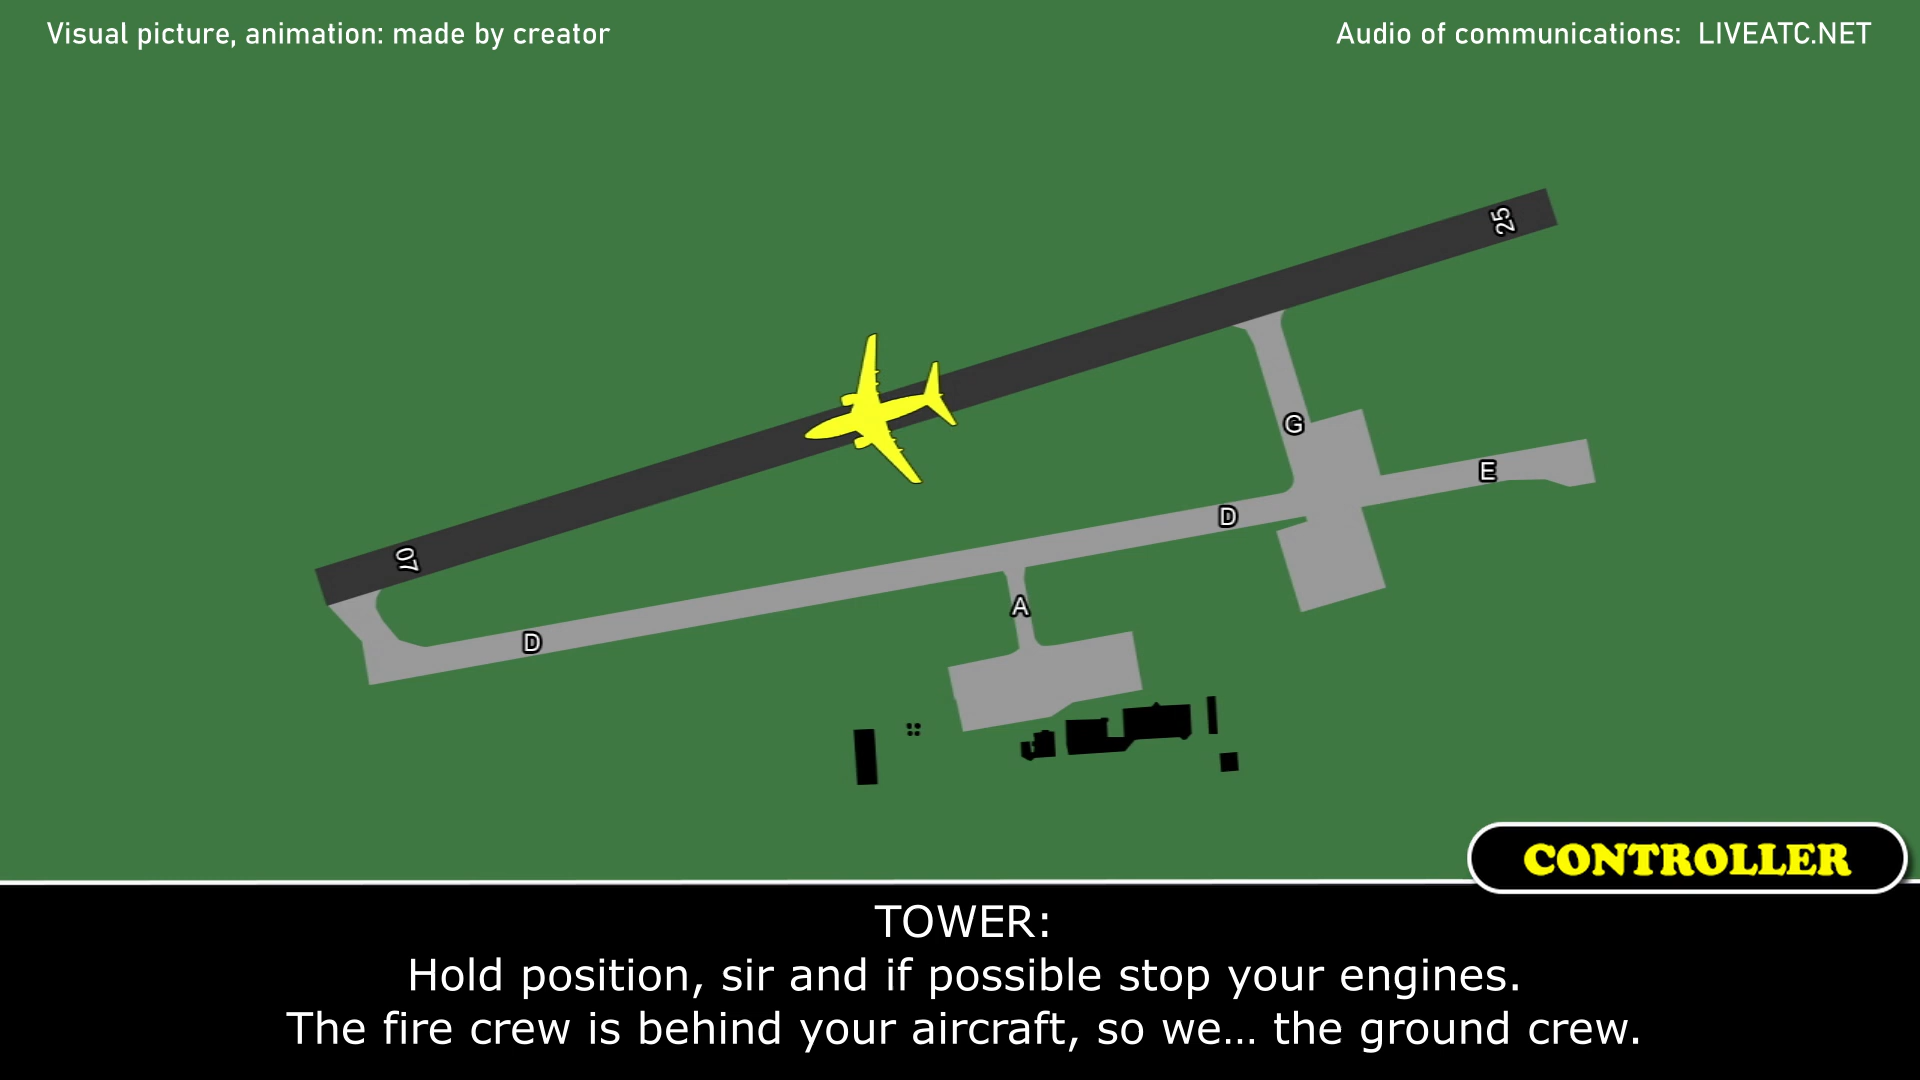 Visual picture, animation: made by creator
Audio of communications: LIVEATC.NET
25
G
E
D
07
A
D
CONTROLLER
TOWER:
Hold position, sir and if possible stop your engines.
The fire crew is behind your aircraft, so we... the ground crew.